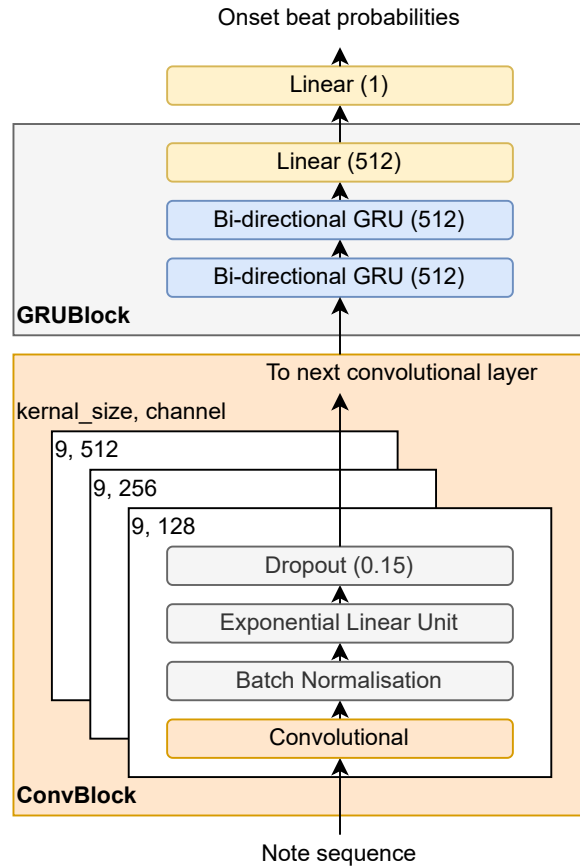 Onset beat probabilities
Linear (1)
Linear (512)
Bi-directional GRU (512)
Bi-directional GRU (512)
GRUBlock
To next convolutional layer
kernal_size, channel
9, 512
9, 256
9, 128
Dropout (0.15)
Exponential Linear Unit
Batch Normalisation
Convolutional
ConvBlock
Note sequence